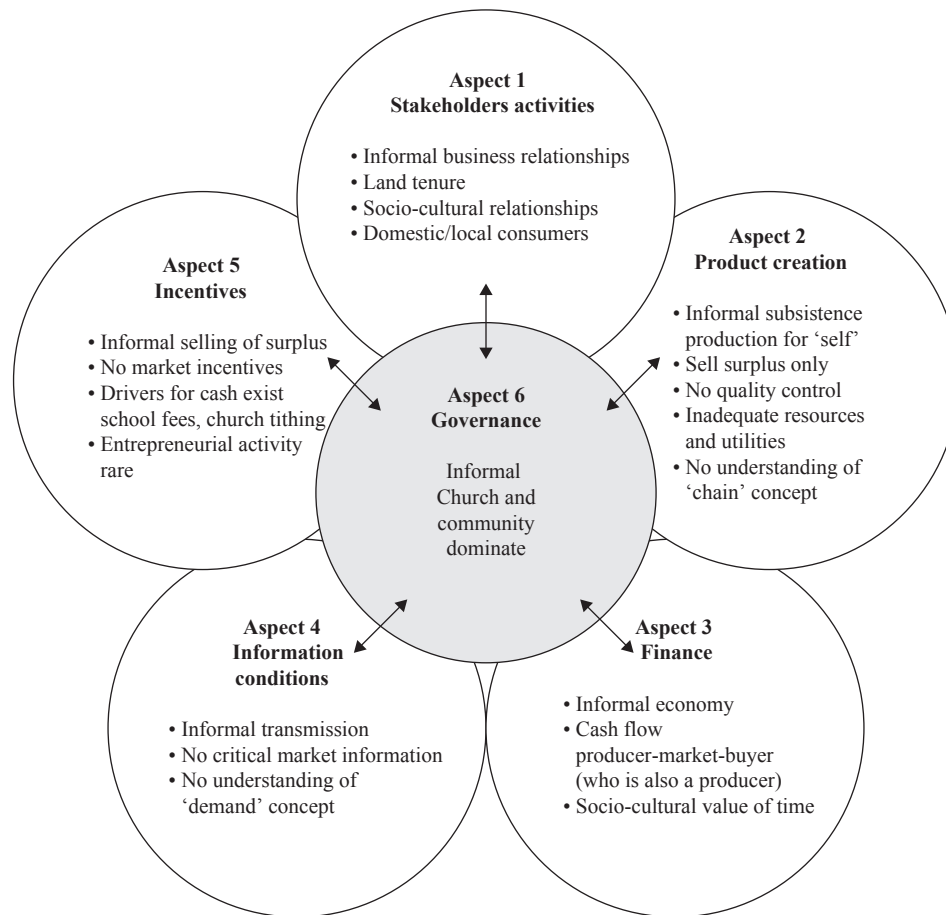 Aspect 1
Stakeholders activities
• Informal business relationships
• Land tenure
• Socio-cultural relationships
• Domestic/local consumers
Aspect 2
Product creation
• Informal subsistence
production for ‘self’
• Sell surplus only
• No quality control
• Inadequate resources
and utilities
• No understanding of
‘chain’ concept
Aspect 3
Finance
• Informal economy
• Cash flow
producer-market-buyer
(who is also a producer)
• Socio-cultural value of time
Aspect 4
Information
conditions
• Informal transmission
• No critical market information
• No understanding of
‘demand’ concept
Aspect 5
Incentives
• Informal selling of surplus
• No market incentives
• Drivers for cash exist
school fees, church tithing
• Entrepreneurial activity
rare
Aspect 6
Governance
Informal
Church and
community
dominate